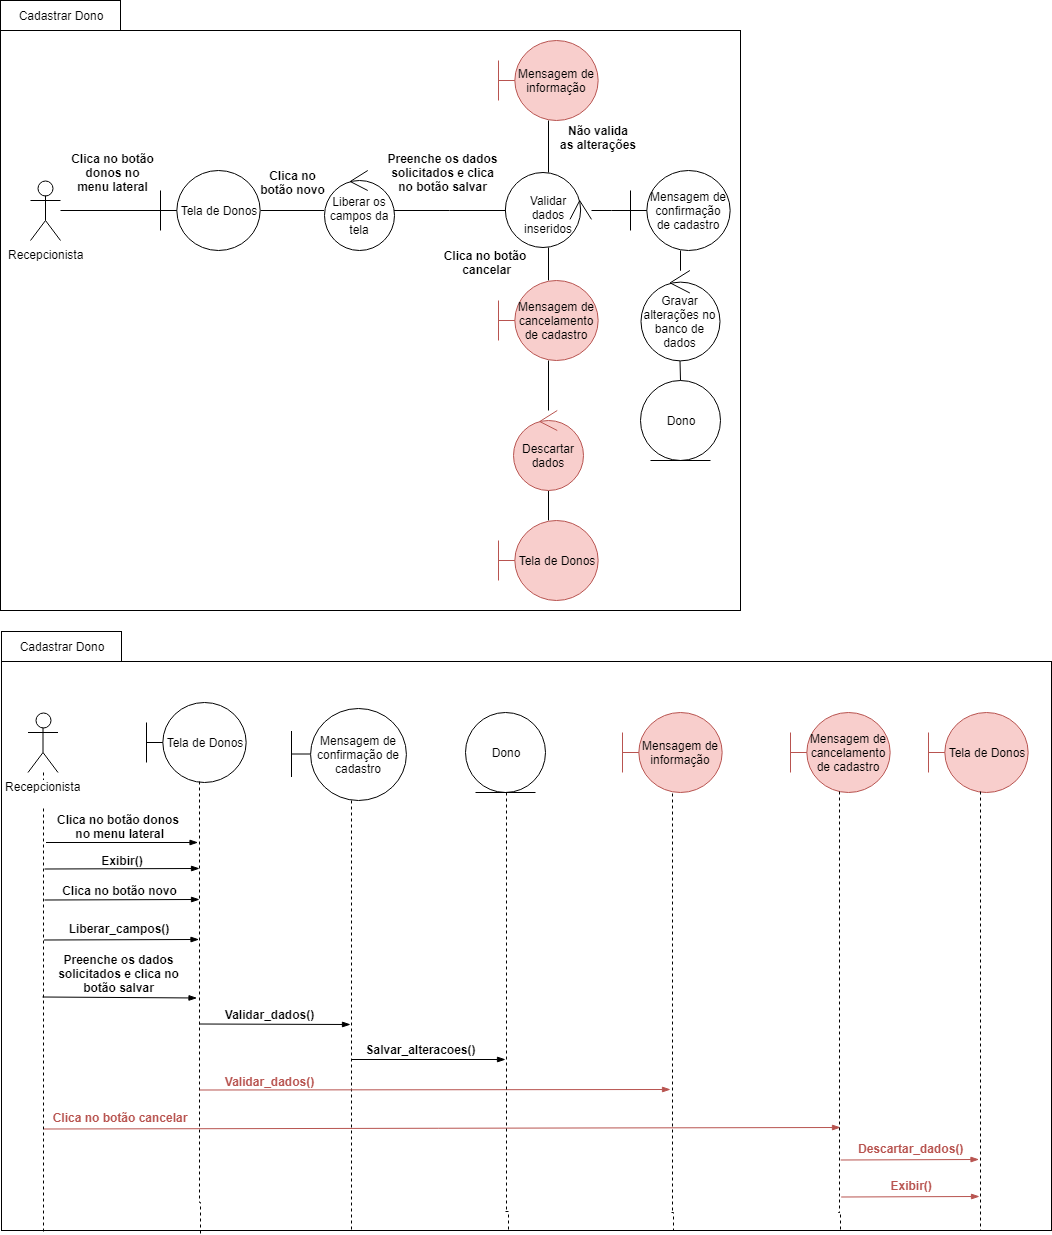 Cadastrar Dono
Mensagem de
informação
Não valida
as alterações
Clica no botão
donos no
menu lateral
Clica no
botão novo
Preenche os dados
solicitados e clica
no botão salvar
Recepcionista
Tela de Donos
Liberar os
campos da
tela
Validar
dados
inseridos
Mensagem de
confirmação
de cadastro
Clica no botão
cancelar
Mensagem de
cancelamento
de cadastro
Gravar
alterações no
banco de
dados
Dono
Descartar
dados
Tela de Donos
Cadastrar Dono
Recepcionista
Tela de Donos
Mensagem de
confirmação de
cadastro
Dono
Mensagem de
informação
Mensagem de
cancelamento
de cadastro
Tela de Donos
Clica no botão donos
no menu lateral
Exibir()
Clica no botão novo
Liberar_campos()
Preenche os dados
solicitados e clica no
botão salvar
Validar_dados()
Salvar_alteracoes()
Validar_dados()
Clica no botão cancelar
Descartar_dados()
Exibir()